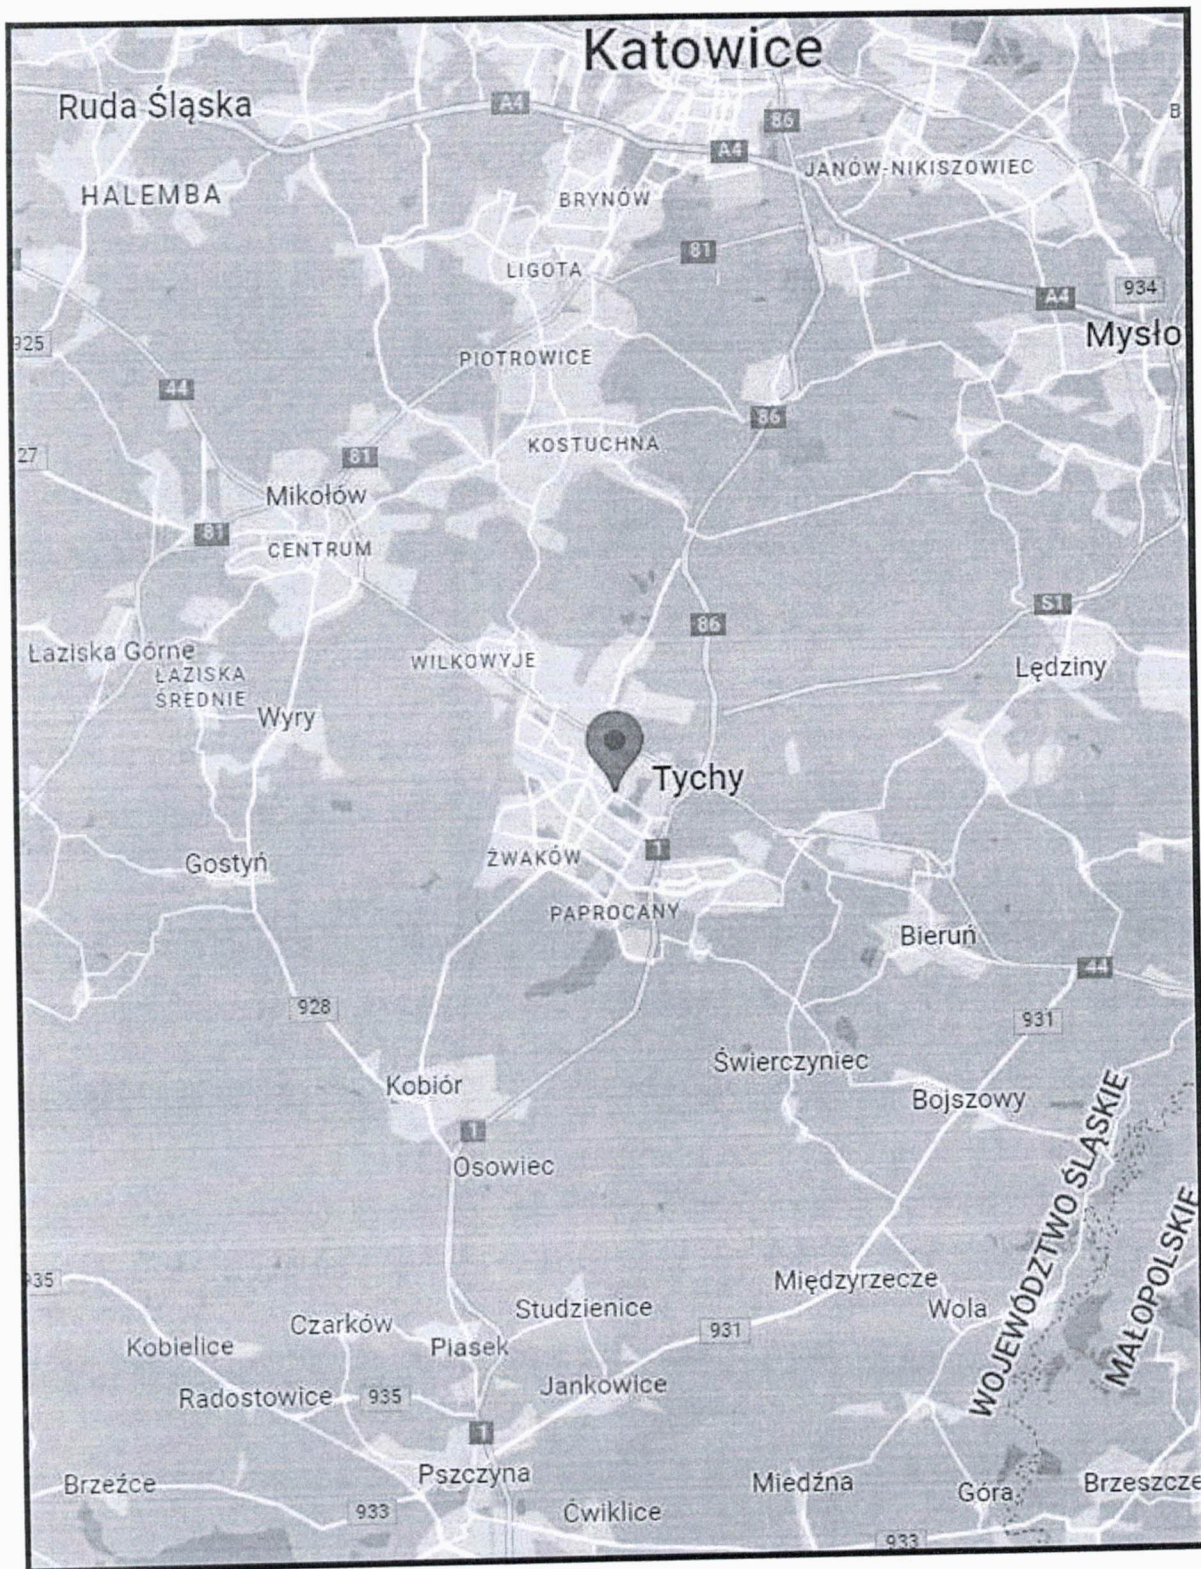 Katowice
Ruda Śląska
A4
86
B
A4
JANÓW-NIKISZOWIEC
HALEMBA
BRYNÓW
81
LIGOTA
934
A4
Mysło
925
PIOTROWICE
44
86
KOSTUCHNA
27
81
Mikołów
81
CENTRUM
S1
86
Łaziska Górne
WILKOWYJE
Lędziny
ŁAZISKA
ŚREDNIE
Wyry
Tychy
1
Gostyń
ŻWAKÓW
PAPROCANY
Bieruń
44
928
931
Świerczyniec
Kobiór
Bojszowy
1
Osowiec
WOJEWÓDZTWO ŚLĄSKIE
MAŁOPOLSKIE
935
Międzyrzecze
Studzienice
Wola
Czarków
931
Kobielice
Piasek
Jankowice
Radostowice
935
1
Pszczyna
Brzeźce
Miedźna
Góra
Brzeszcze
933
Ćwiklice
933